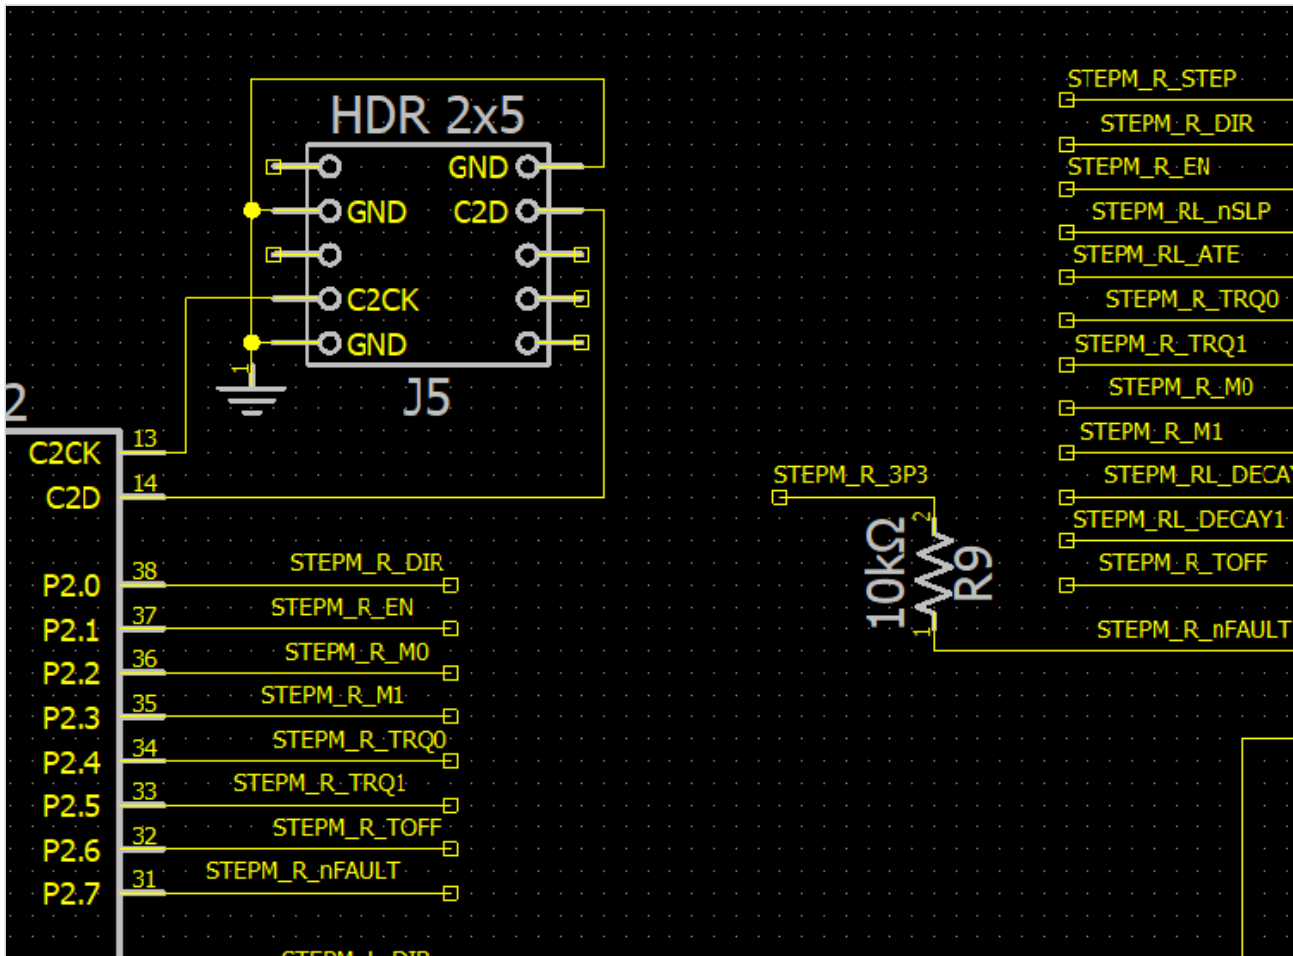 HDR 2x5
GND
GND C2D
C2CK
GND
1
J5
2
C2CK 13
C2D 14
P2.0 38 STEPM_R_DIR
P2.1 37 STEPM_R_EN
P2.2 36 STEPM_R_M0
P2.3 35 STEPM_R_M1
P2.4 34 STEPM_R_TRQ0
P2.5 33 STEPM_R_TRQ1
P2.6 32 STEPM_R_TOFF
P2.7 31 STEPM_R_nFAULT
STEPM_L_DIR
STEPM_R_3P3
2
10kΩ
R9
1
STEPM_R_STEP
STEPM_R_DIR
STEPM_R_EN
STEPM_RL_nSLP
STEPM_RL_ATE
STEPM_R_TRQ0
STEPM_R_TRQ1
STEPM_R_M0
STEPM_R_M1
STEPM_RL_DECAY
STEPM_RL_DECAY1
STEPM_R_TOFF
STEPM_R_nFAULT